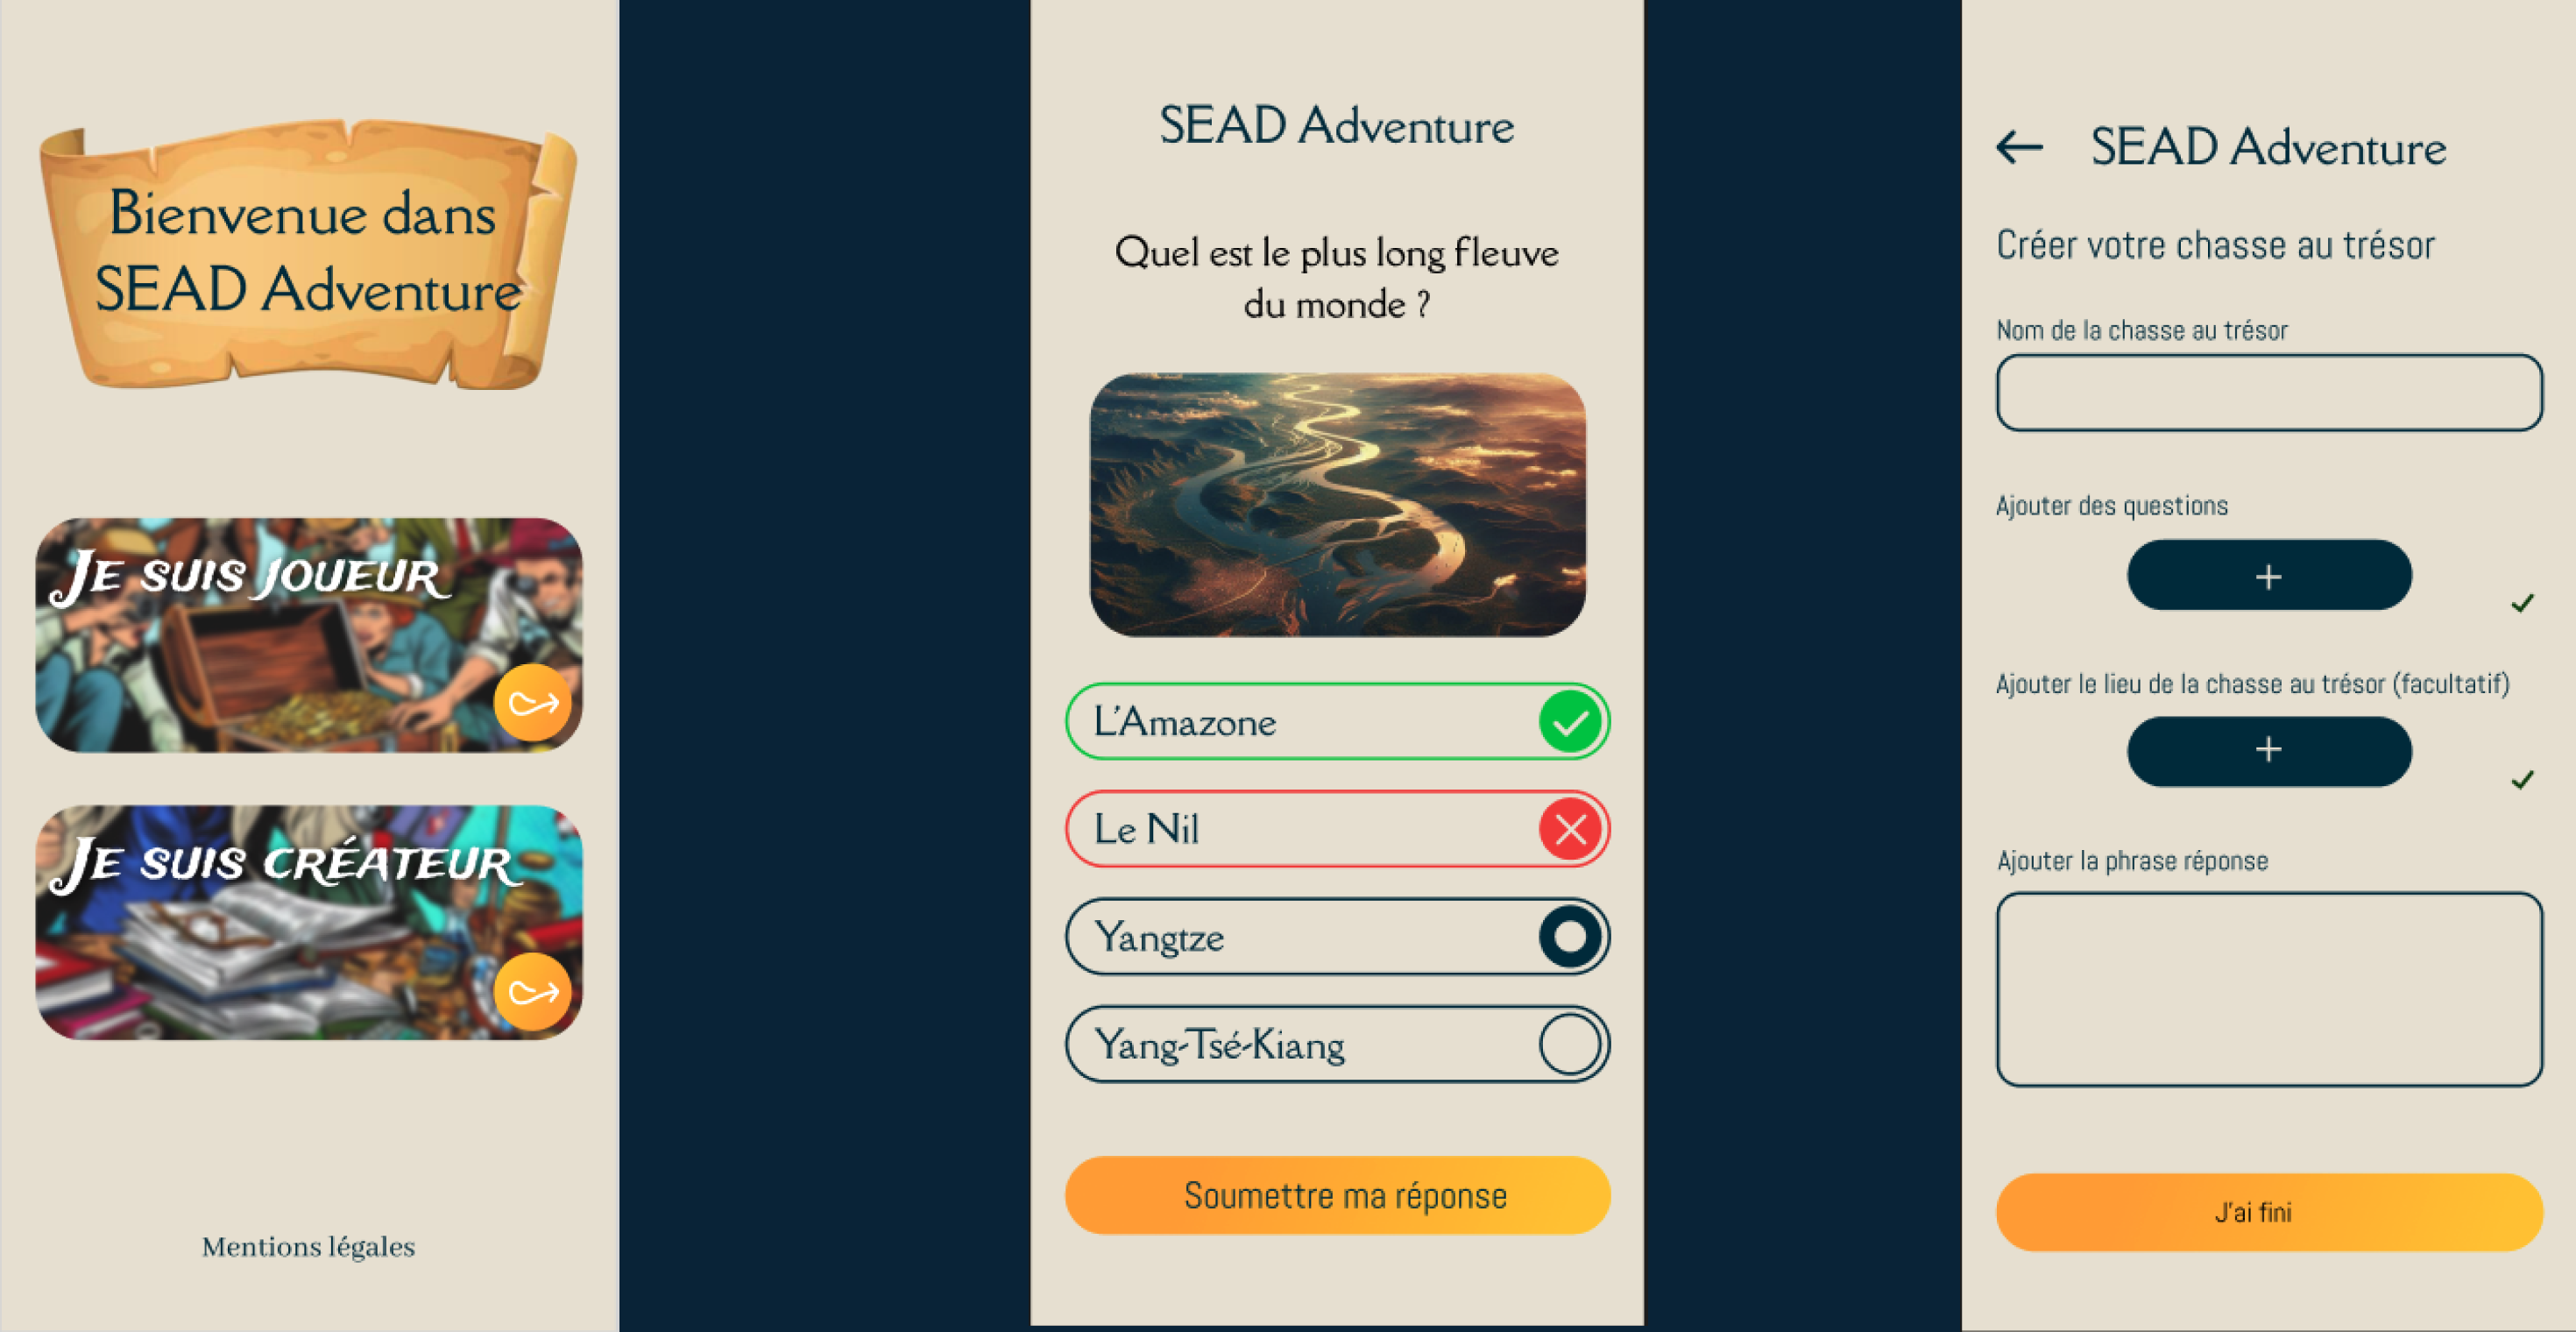 Bienvenue dans
SEAD Adventure
Je suis joueur
Je suis créateur
Mentions légales
SEAD Adventure
Quel est le plus long fleuve
du monde ?
L'Amazone
Le Nil
Yangtze
Yang-Tsé-Kiang
Soumettre ma réponse
SEAD Adventure
Créer votre chasse au trésor
Nom de la chasse au trésor
Ajouter des questions
+
Ajouter le lieu de la chasse au trésor (facultatif)
+
Ajouter la phrase réponse
J'ai fini